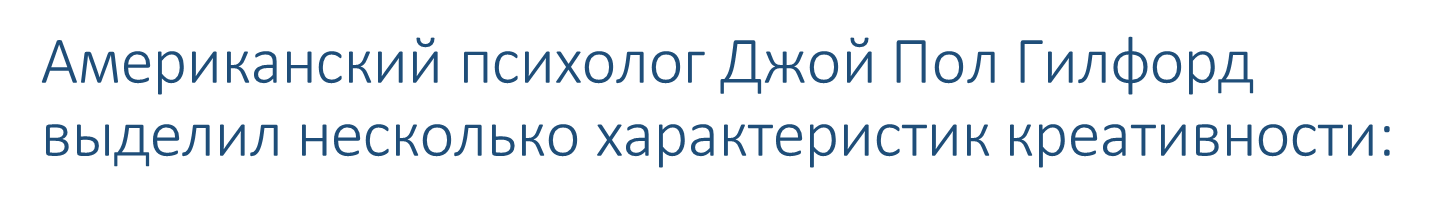 Американский психолог Джой Пол Гилфорд
выделил несколько характеристик креативности: